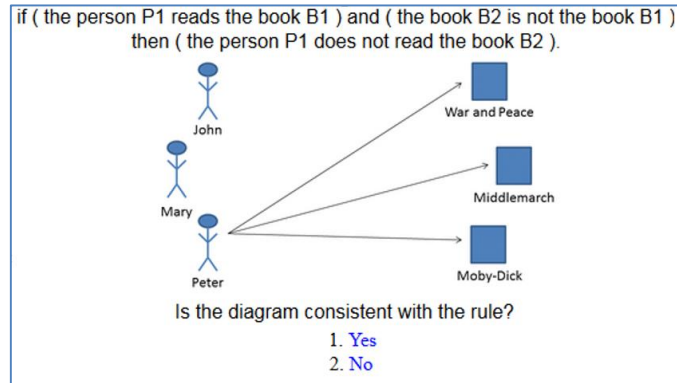 if ( the person P1 reads the book B1 ) and ( the book B2 is not the book B1 )
then ( the person P1 does not read the book B2 ).
John
War and Peace
Mary
Middlemarch
Peter
Moby-Dick
Is the diagram consistent with the rule?
1. Yes
2. No